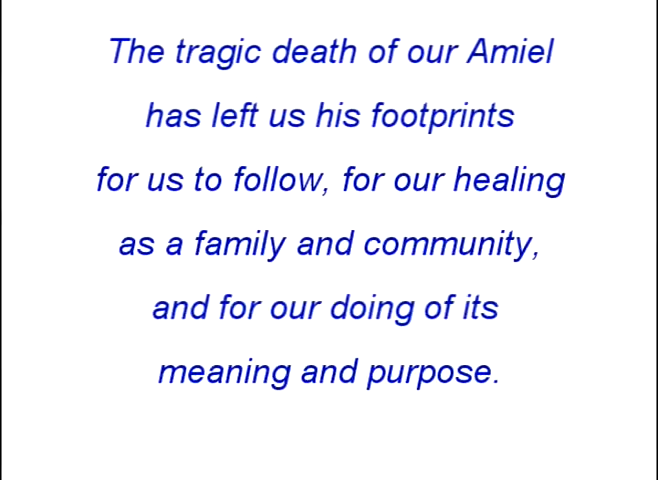 The tragic death of our Amiel
has left us his footprints
for us to follow, for our healing
as a family and community,
and for our doing of its
meaning and purpose.